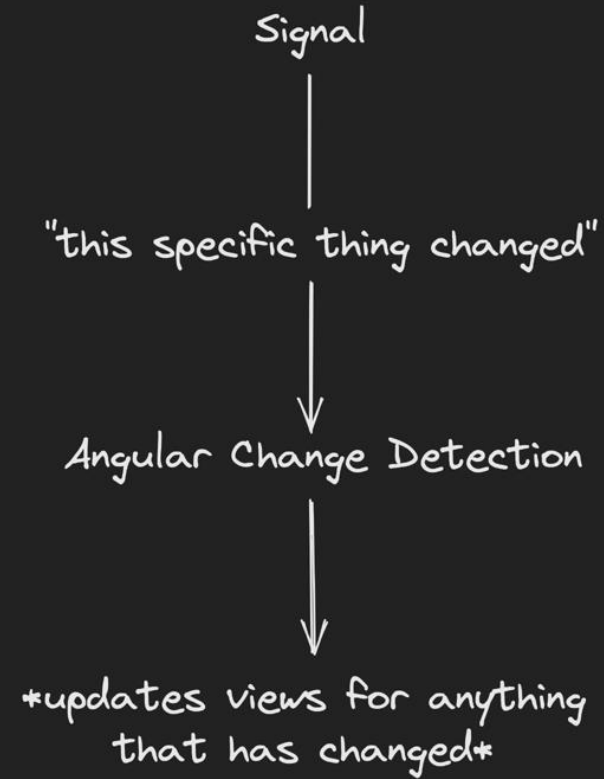 Signal
"this specific thing changed"
Angular Change Detection
*updates views for anything
that has changed*